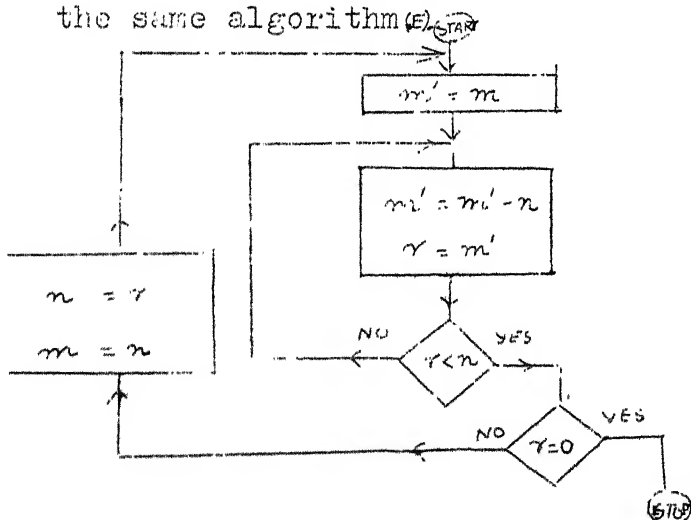 the same algorithm (E)
START
m' = m
m' = m' - n
r = m'
r < n
NO
YES
n = r
m = n
r = 0
NO
YES
STOP